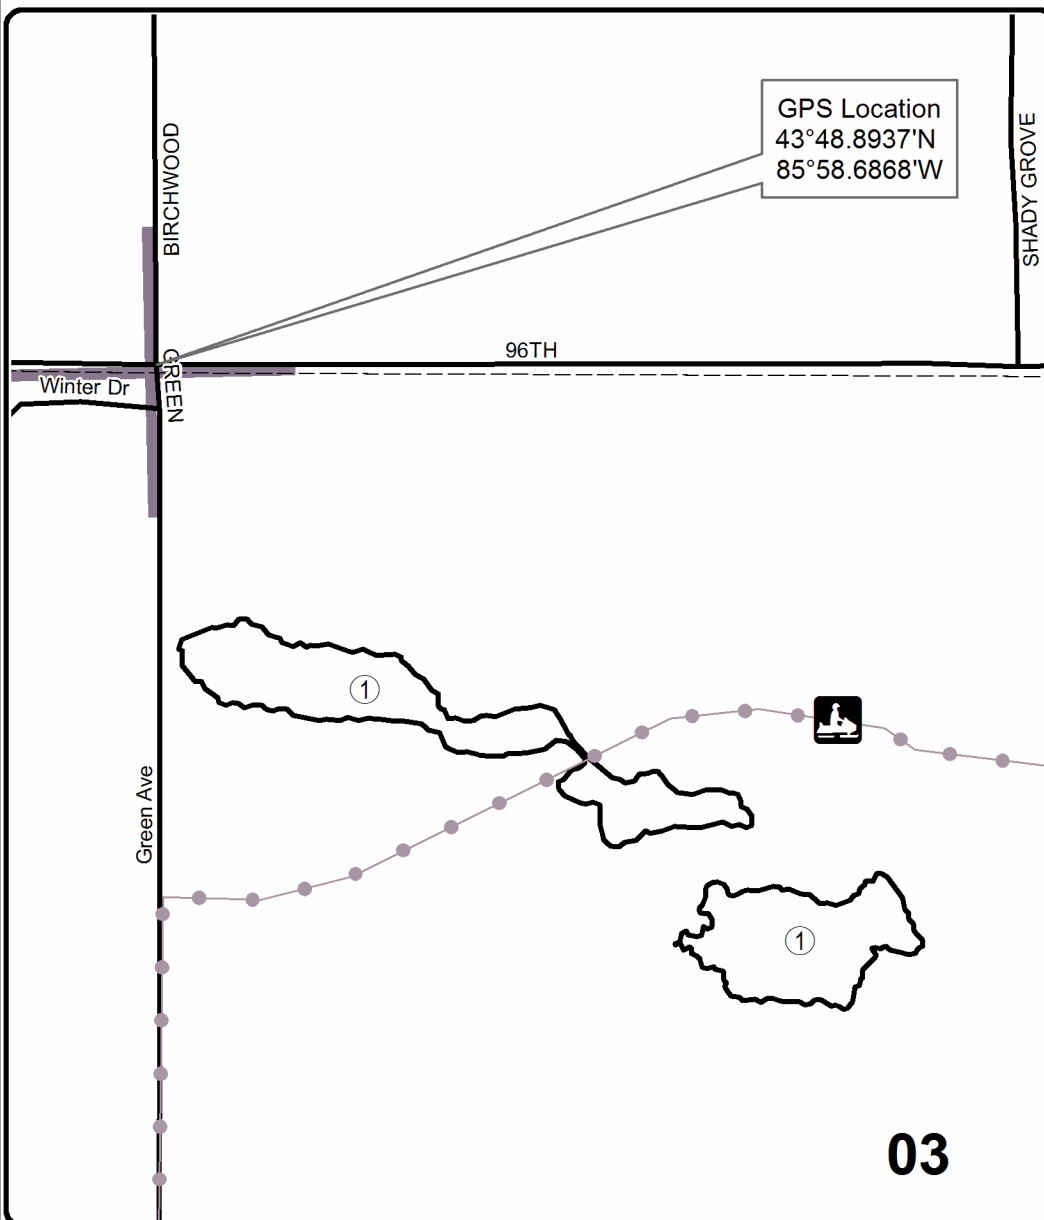 BIRCHWOOD
GPS Location
43°48.8937'N
85°58.6868'W
SHADY GROVE
96TH
GREEN
Winter Dr
1
Green Ave
1
03